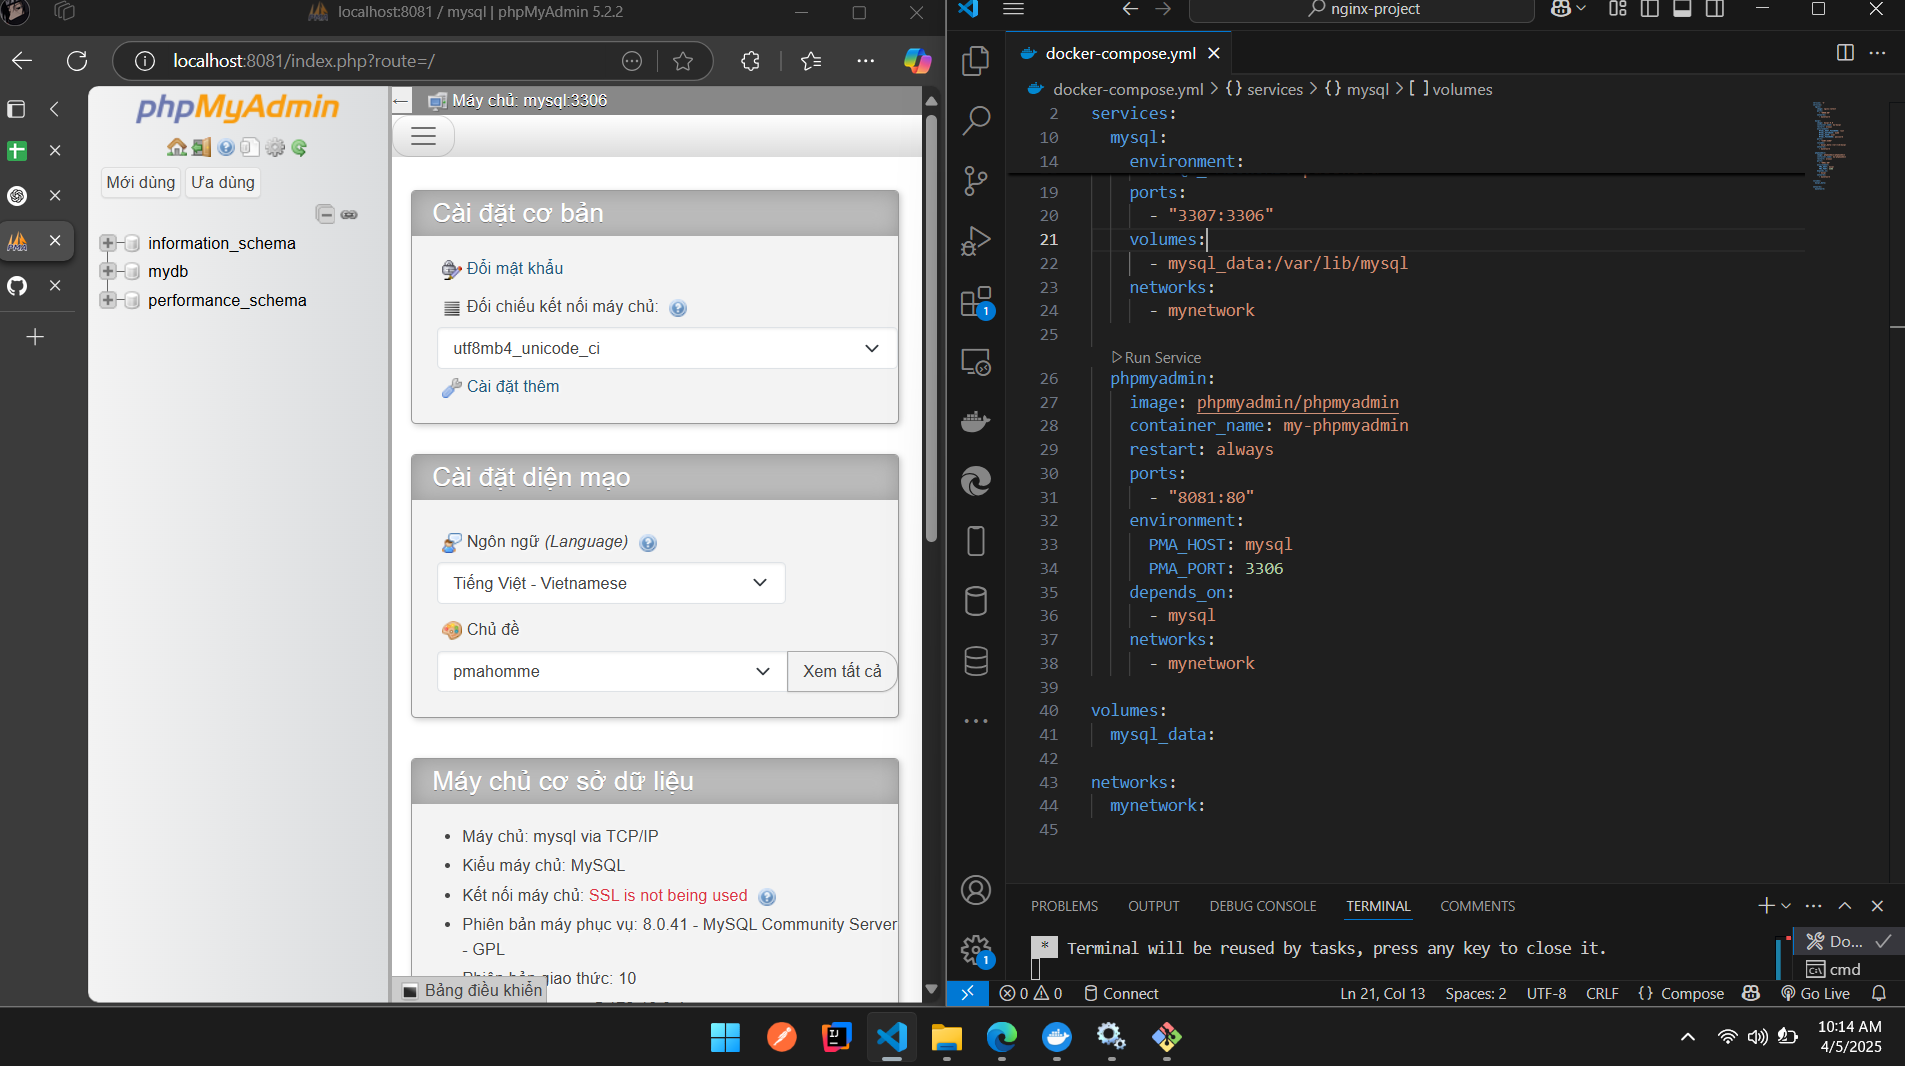 localhost:8081 / mysql | phpMyAdmin 5.2.2
localhost:8081/index.php?route=/
phpMyAdmin
Mới dùng
Ưa dùng
information_schema
mydb
performance_schema
Máy chủ: mysql:3306
Cài đặt cơ bản
Đổi mật khẩu
Đối chiếu kết nối máy chủ:
utf8mb4_unicode_ci
Cài đặt thêm
Cài đặt diện mạo
Ngôn ngữ (Language)
Tiếng Việt - Vietnamese
Chủ đề
pmahomme
Xem tất cả
Máy chủ cơ sở dữ liệu
Máy chủ: mysql via TCP/IP
Kiểu máy chủ: MySQL
Kết nối máy chủ: SSL is not being used
Phiên bản máy phục vụ: 8.0.41 - MySQL Community Server
- GPL
Phiên bản giao thức: 10
Bảng điều khiển
nginx-project
docker-compose.yml
docker-compose.yml > {} services > {} mysql > [ ] volumes
2 services:
10 mysql:
14 environment:
19 ports:
20 - "3307:3306"
21 volumes:
22 - mysql_data:/var/lib/mysql
23 networks:
24 - mynetwork
25
Run Service
26 phpmyadmin:
27 image: phpmyadmin/phpmyadmin
28 container_name: my-phpmyadmin
29 restart: always
30 ports:
31 - "8081:80"
32 environment:
33 PMA_HOST: mysql
34 PMA_PORT: 3306
35 depends_on:
36 - mysql
37 networks:
38 - mynetwork
39
40 volumes:
41 mysql_data:
42
43 networks:
44 mynetwork:
45
PROBLEMS OUTPUT DEBUG CONSOLE TERMINAL COMMENTS
* Terminal will be reused by tasks, press any key to close it.
Do...
cmd
1
1
0 0 Connect
Ln 21, Col 13 Spaces: 2 UTF-8 CRLF {} Compose Go Live
10:14 AM
4/5/2025